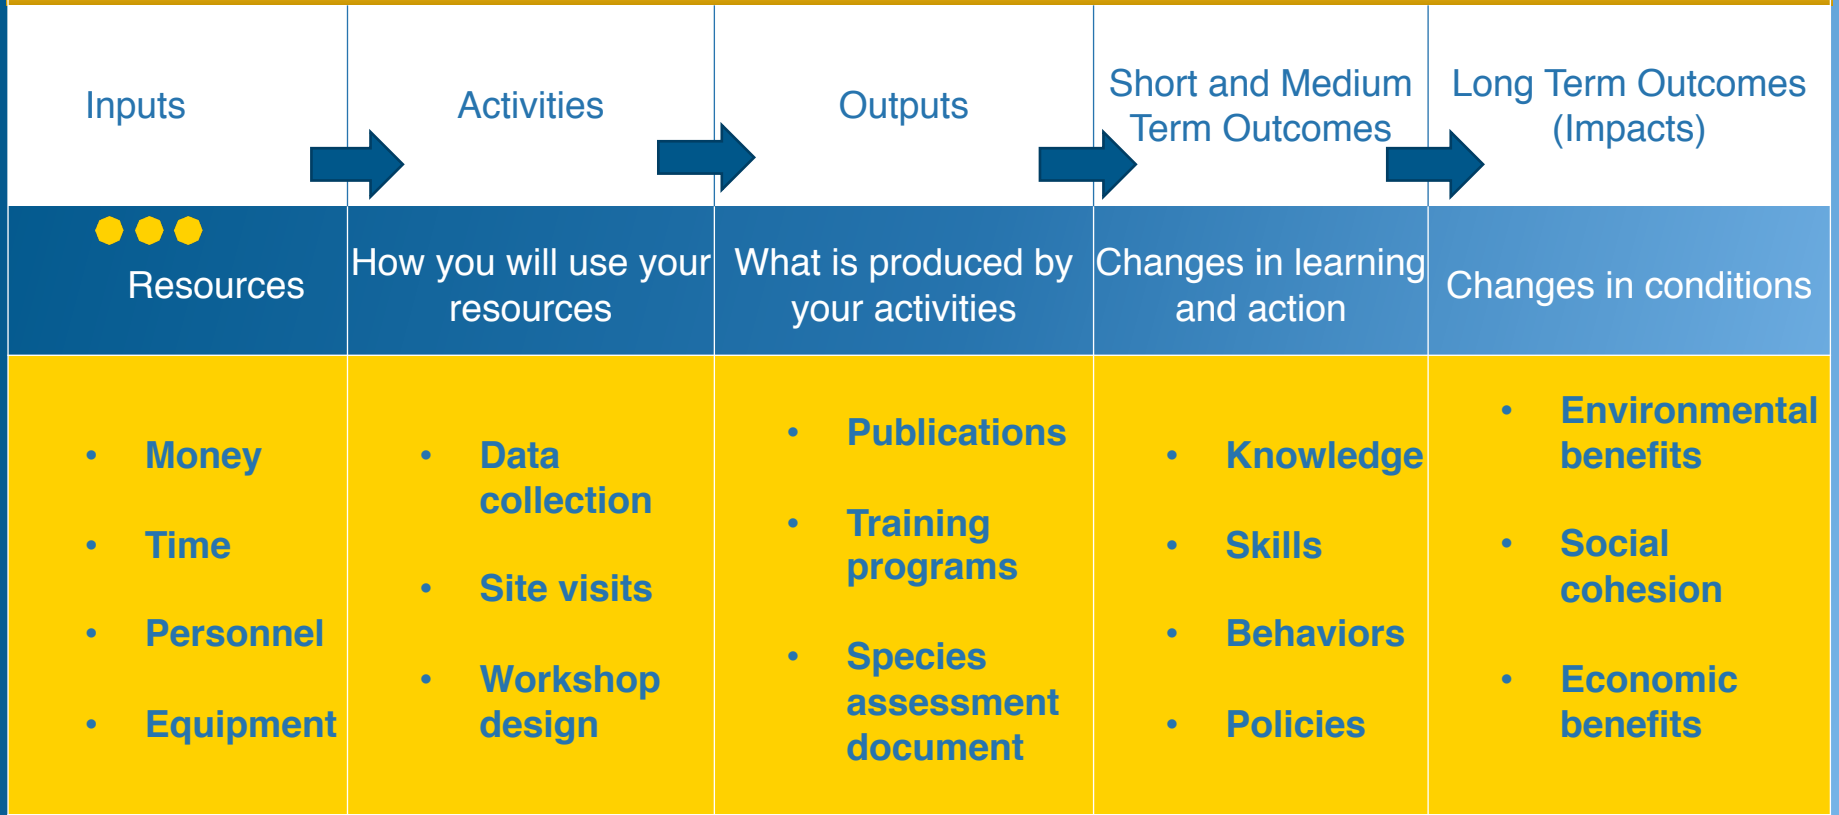 Inputs
Activities
Outputs
Short and Medium
Term Outcomes
Long Term Outcomes
(Impacts)
Resources
How you will use your
resources
What is produced by
your activities
Changes in learning
and action
Changes in conditions
• Money
• Time
• Personnel
• Equipment
• Data
collection
• Site visits
• Workshop
design
• Publications
• Training
programs
• Species
assessment
document
• Knowledge
• Skills
• Behaviors
• Policies
• Environmental
benefits
• Social
cohesion
• Economic
benefits